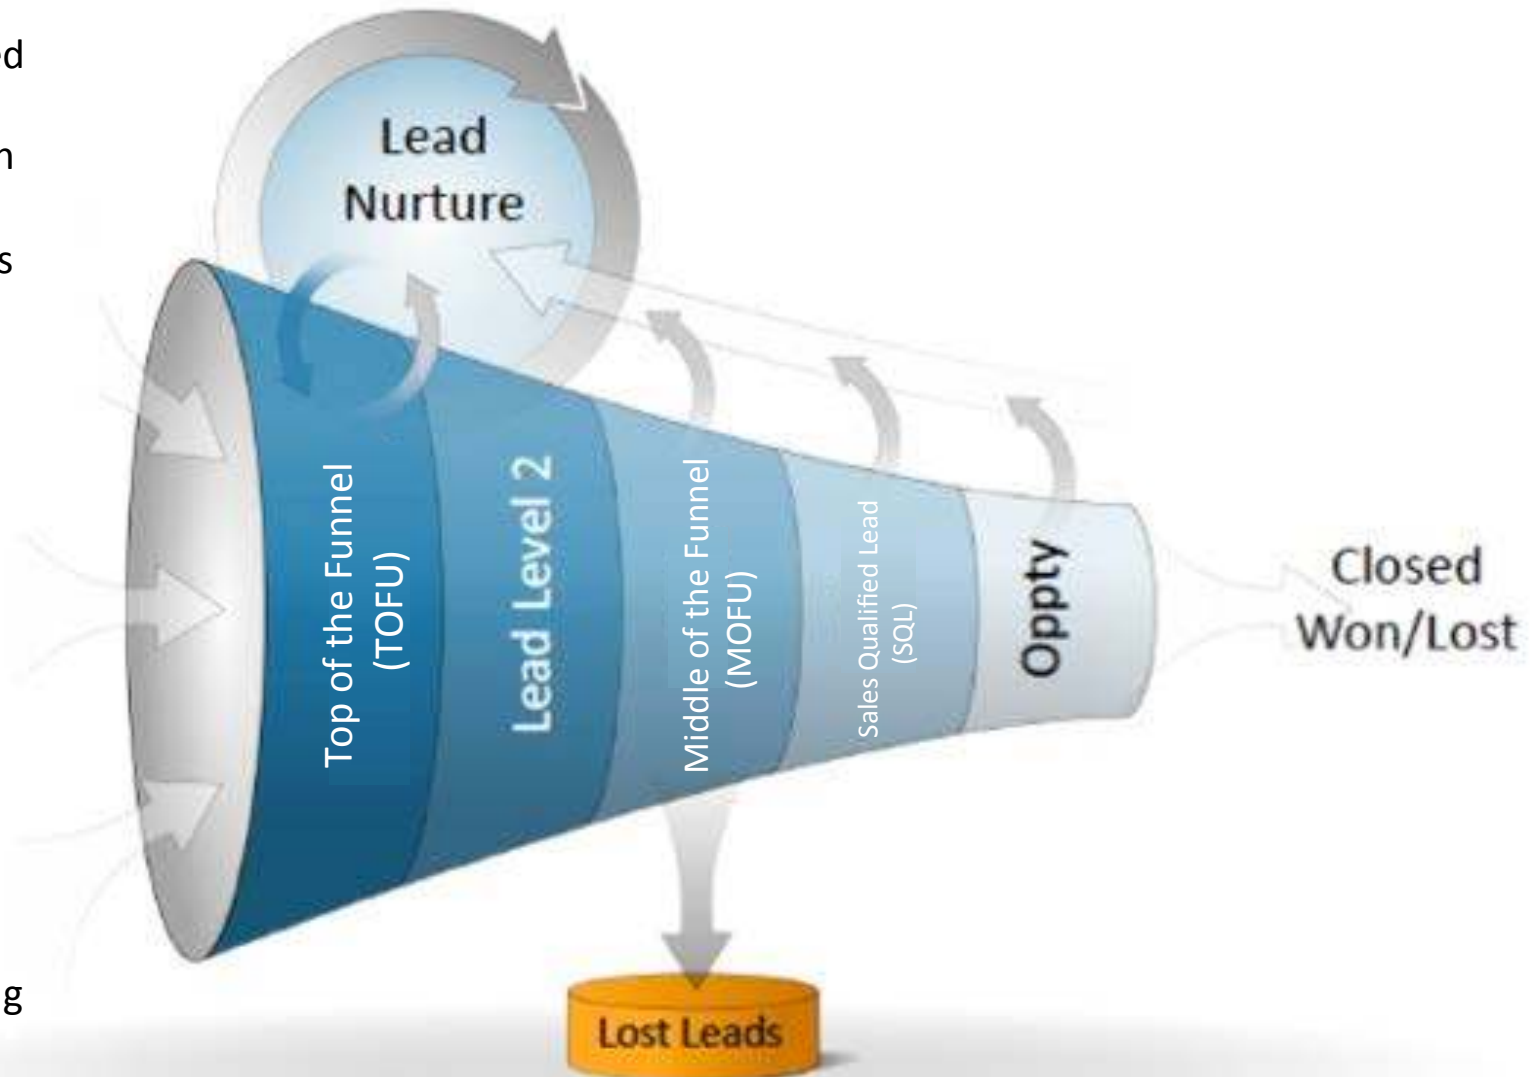 ed
n
s
g
Lead
Nurture
Top of the Funnel
(TOFU)
Lead Level 2
Middle of the Funnel
(MOFU)
Sales Qualified Lead
(SQL)
Oppty
Closed
Won/Lost
Lost Leads